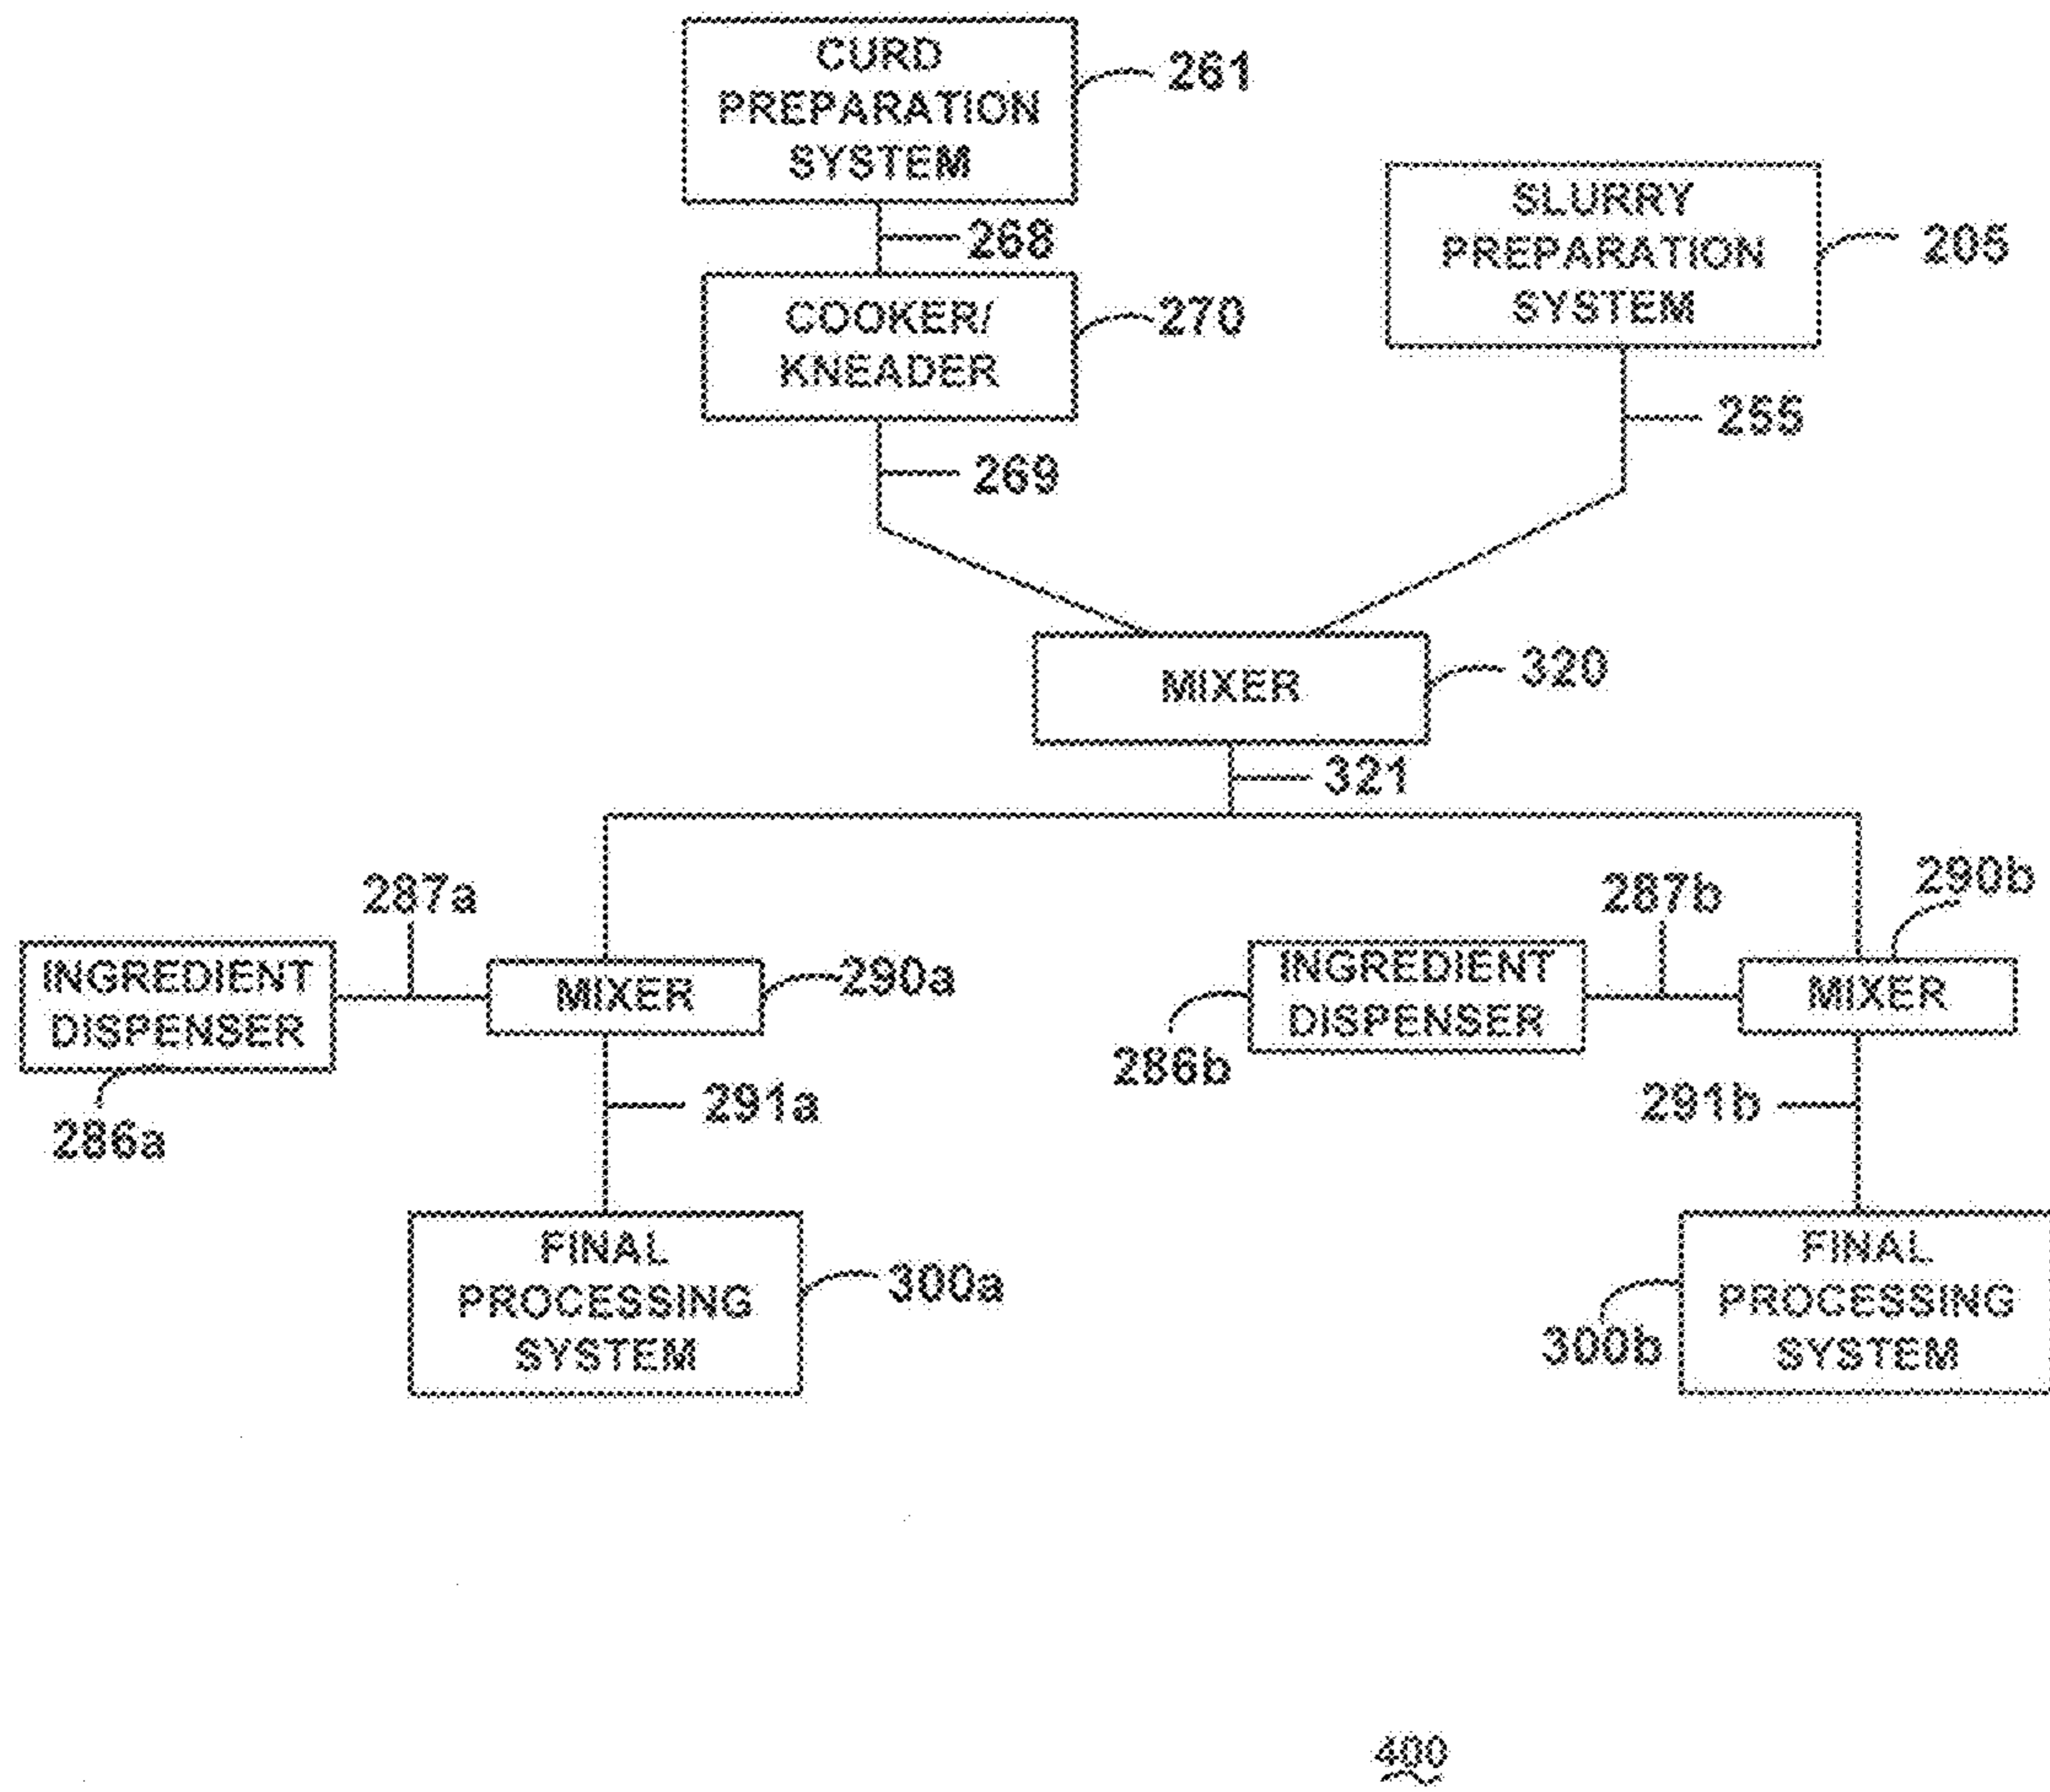 CURD
PREPARATION
SYSTEM
261
268
SLURRY
PREPARATION
SYSTEM
205
COOKER/
KNEADER
270
255
269
MIXER
320
321
287a
287b
290b
INGREDIENT
DISPENSER
MIXER
290a
INGREDIENT
DISPENSER
MIXER
286b
286a
291a
291b
FINAL
PROCESSING
SYSTEM
300a
FINAL
PROCESSING
SYSTEM
300b
400